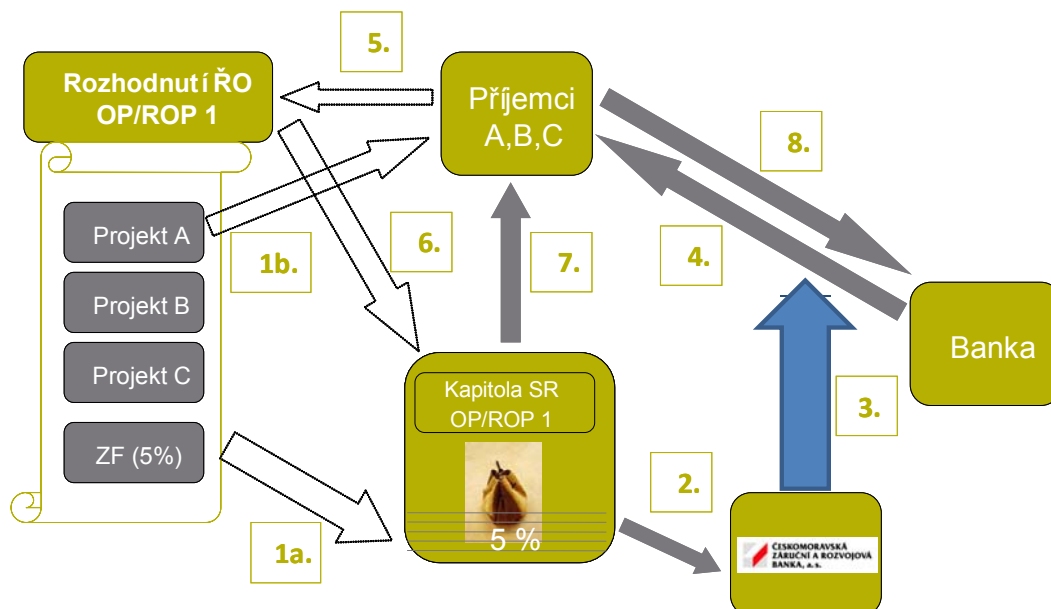 5.
Rozhodnutí ŘO
OP/ROP 1
Příjemci
A,B,C
8.
Projekt A
1b.
6.
7.
4.
Projekt B
Projekt C
Banka
Kapitola SR
OP/ROP 1
3.
ZF (5%)
2.
5 %
1a.
ČESKOMORAVSKÁ
ZÁRUČNÍ A ROZVOJOVÁ
BANKA, a.s.